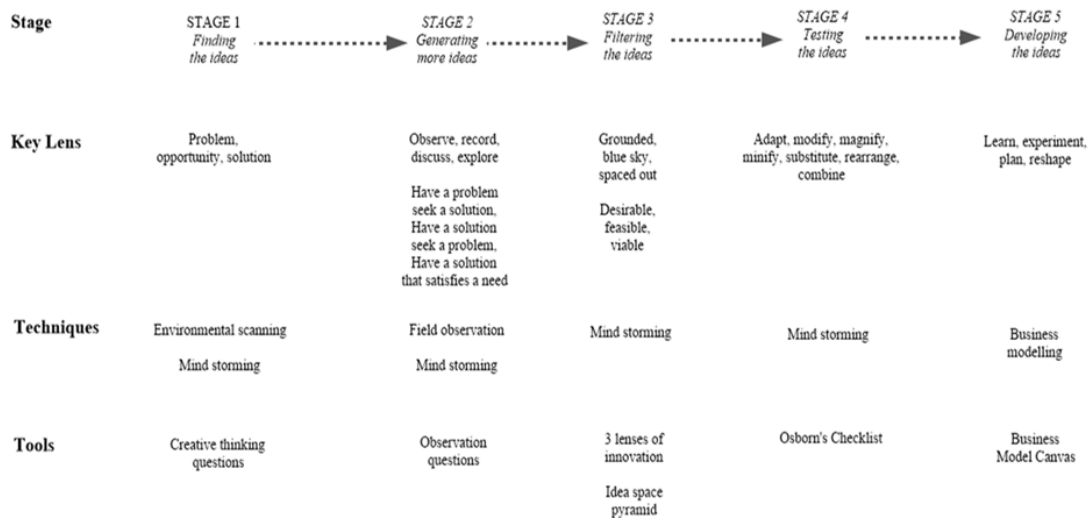 Stage
STAGE 1
Finding
the ideas
STAGE 2
Generating
more ideas
STAGE 3
Filtering
the ideas
STAGE 4
Testing
the ideas
STAGE 5
Developing
the ideas
Key Lens
Problem,
opportunity, solution
Observe, record,
discuss, explore
Have a problem
seek a solution,
Have a solution
seek a problem,
Have a solution
that satisfies a need
Grounded,
blue sky,
spaced out
Desirable,
feasible,
viable
Adapt, modify, magnify,
minify, substitute, rearrange,
combine
Learn, experiment,
plan, reshape
Techniques
Environmental scanning
Mind storming
Field observation
Mind storming
Mind storming
Mind storming
Business
modelling
Tools
Creative thinking
questions
Observation
questions
3 lenses of
innovation
Idea space
pyramid
Osborn's Checklist
Business
Model Canvas